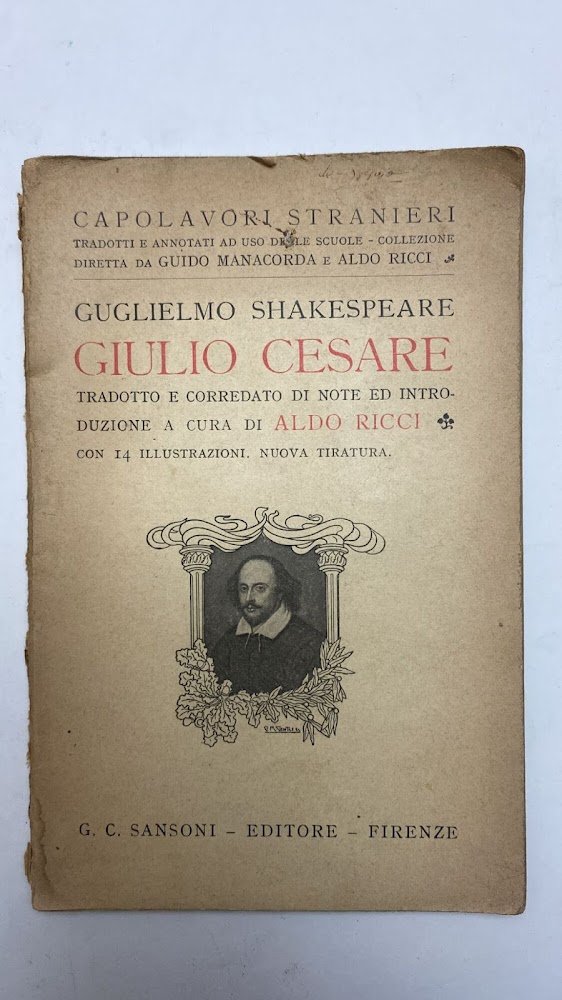 CAPOLAVORI STRANIERI
TRADOTTI E ANNOTATI AD USO DELLE SCUOLE - COLLEZIONE
DIRETTA DA GUIDO MANACORDA E ALDO RICCI
GUGLIELMO SHAKESPEARE
GIULIO CESARE
TRADOTTO E CORREDATO DI NOTE ED INTRO-
DUZIONE A CURA DI ALDO RICCI
CON 14 ILLUSTRAZIONI. NUOVA TIRATURA.
G. C. SANSONI - EDITORE - FIRENZE